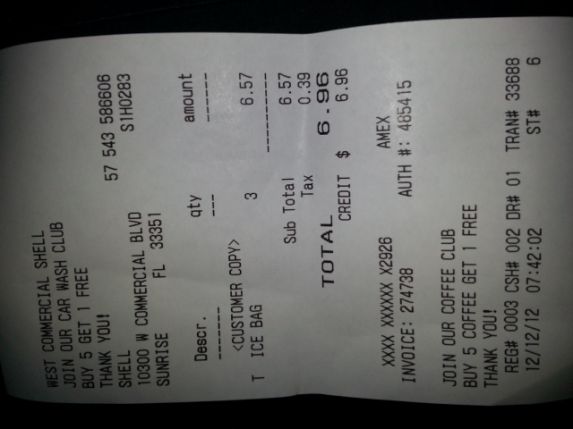 WEST COMMERCIAL SHELL
JOIN OUR CAR WASH CLUB
BUY 5 GET 1 FREE
THANK YOU!
SHELL 57 543 586606
10300 W COMMERCIAL BLVD S1H0283
SUNRISE FL 33351
Descr. qty amount
------- --- ------
<CUSTOMER COPY>
T ICE BAG 3 6.57
----------
Sub Total 6.57
Tax 0.39
TOTAL 6.96
CREDIT $ 6.96
XXXX XXXXXX X2926 AMEX
INVOICE: 274738 AUTH #: 485415
JOIN OUR COFFEE CLUB
BUY 5 COFFEE GET 1 FREE
THANK YOU!
REG# 0003 CSH# 002 DR# 01 TRAN# 33688
12/12/12 07:42:02 ST# 6